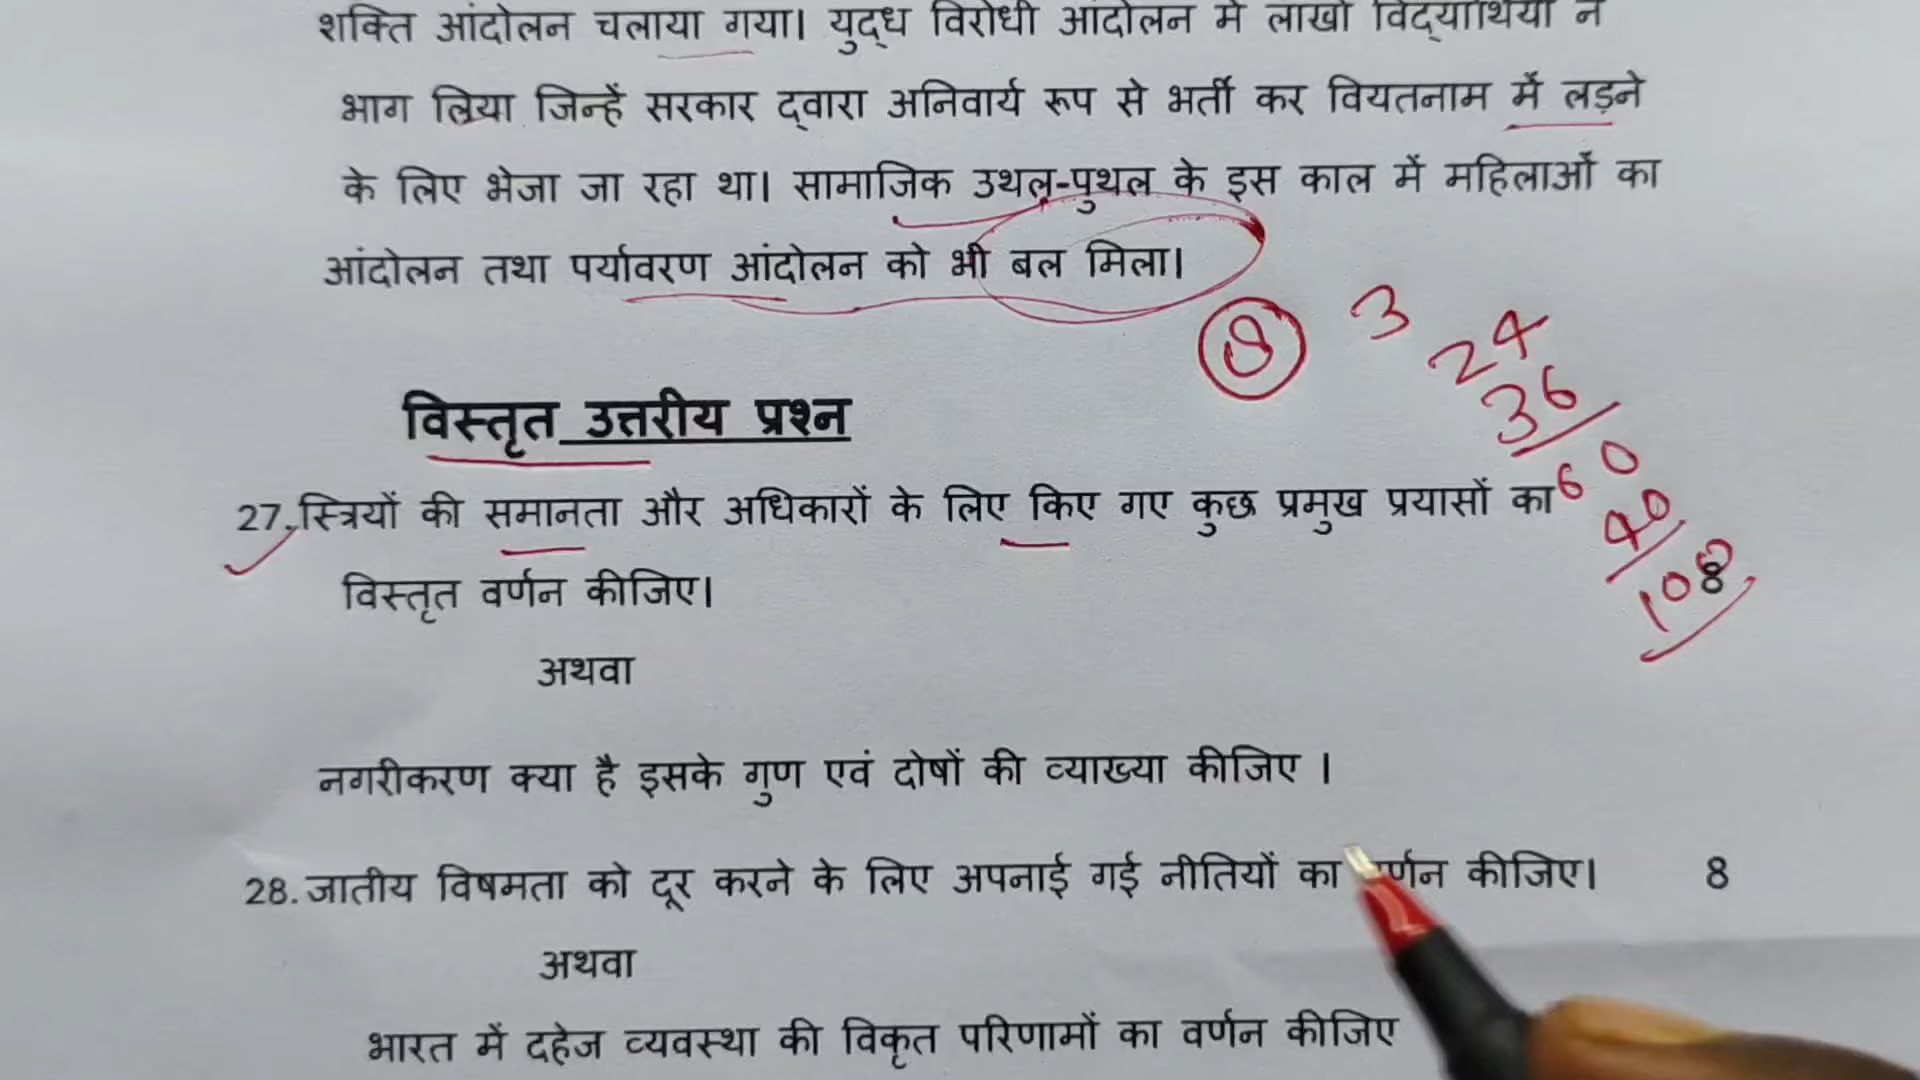 शक्ति आंदोलन चलाया गया। युद्ध विरोधी आंदोलन में लाखों विद्यार्थियों ने
भाग लिया जिन्हें सरकार द्वारा अनिवार्य रूप से भर्ती कर वियतनाम में लड़ने
के लिए भेजा जा रहा था। सामाजिक उथल-पुथल के इस काल में महिलाओं का
आंदोलन तथा पर्यावरण आंदोलन को भी बल मिला।
3
24
36
विस्तृत उत्तरीय प्रश्न
60
27. स्त्रियों की समानता और अधिकारों के लिए किए गए कुछ प्रमुख प्रयासों का
विस्तृत वर्णन कीजिए। 8
108
अथवा
नगरीकरण क्या है इसके गुण एवं दोषों की व्याख्या कीजिए ।
28. जातीय विषमता को दूर करने के लिए अपनाई गई नीतियों का कीजिए। 8
अथवा
भारत में दहेज व्यवस्था की विकृत परिणामों का वर्णन कीजिए